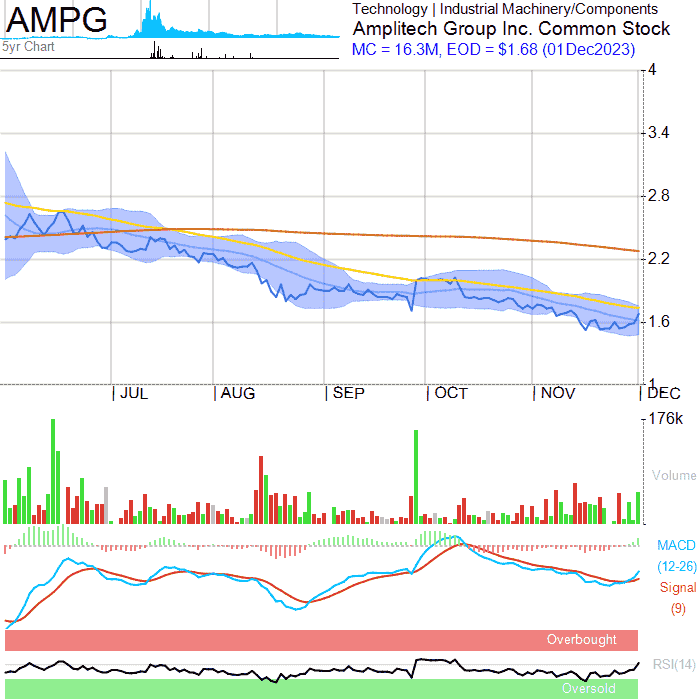 AMPG
5yr Chart
Technology | Industrial Machinery/Components
Amplitech Group Inc. Common Stock
MC = 16.3M, EOD = $1.68 (01Dec2023)
4
3.4
2.8
2.2
1.6
1
JUL AUG SEP OCT NOV DEC
176k
Volume
MACD
(12-26)
Signal
(9)
Overbought
RSI(14)
Oversold